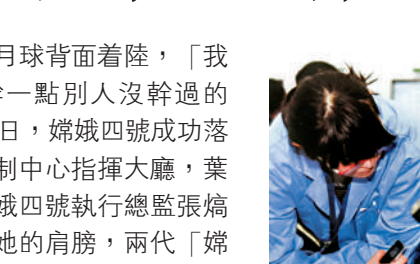 月球背面着陸，「我
一點別人沒幹過的
日，嫦娥四號成功落
制中心指揮大廳，葉
娥四號執行總監張熇
她的肩膀，兩代「嫦